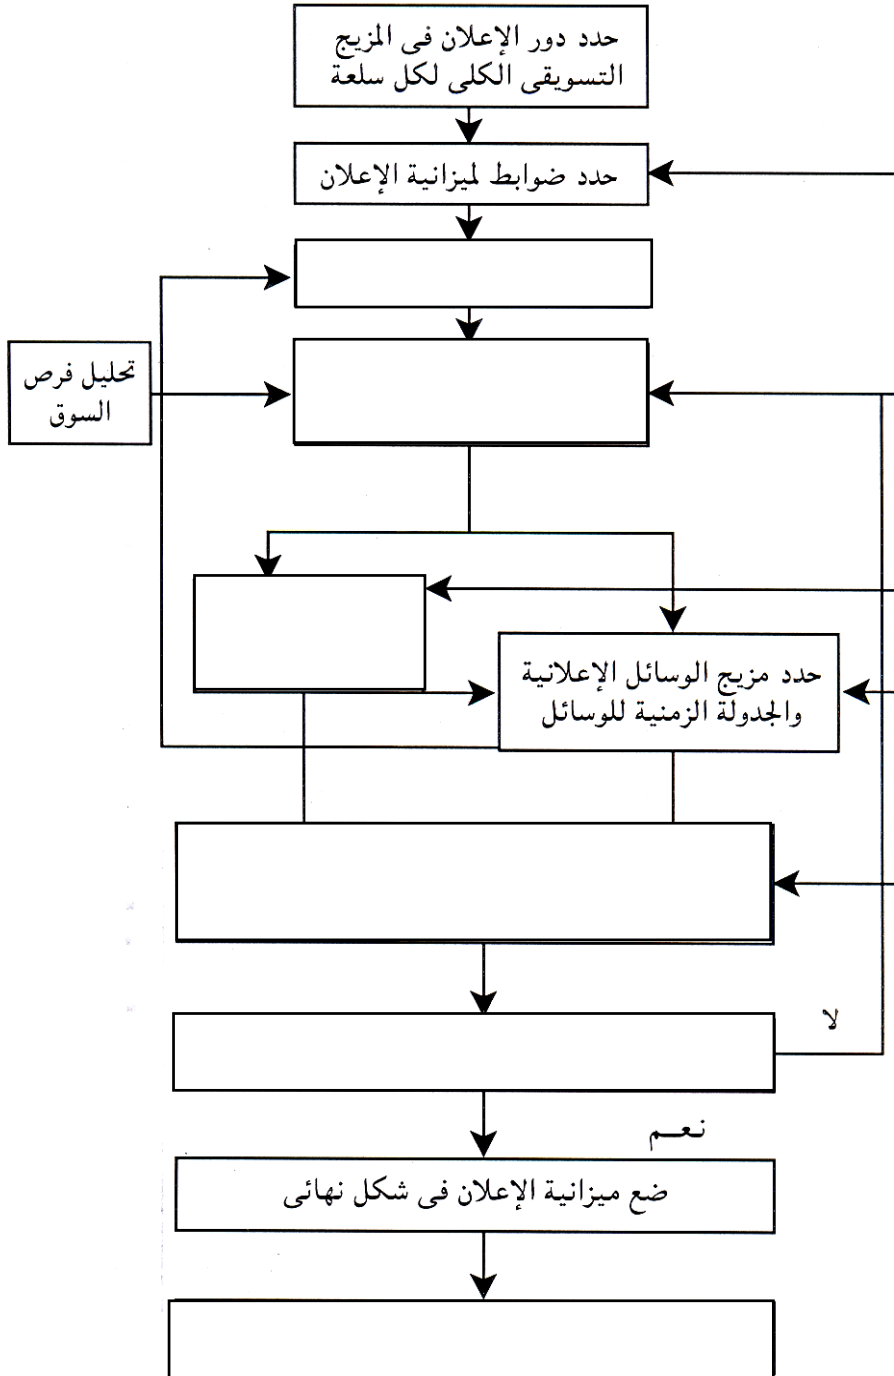 حدد دور الإعلان فى المزيج
التسويقى الكلى لكل سلعة
حدد ضوابط لميزانية الإعلان
تحليل فرص
السوق
حدد مزيج الوسائل الإعلانية
والجدولة الزمنية للوسائل
لا
نعـم
ضع ميزانية الإعلان فى شكل نهائى